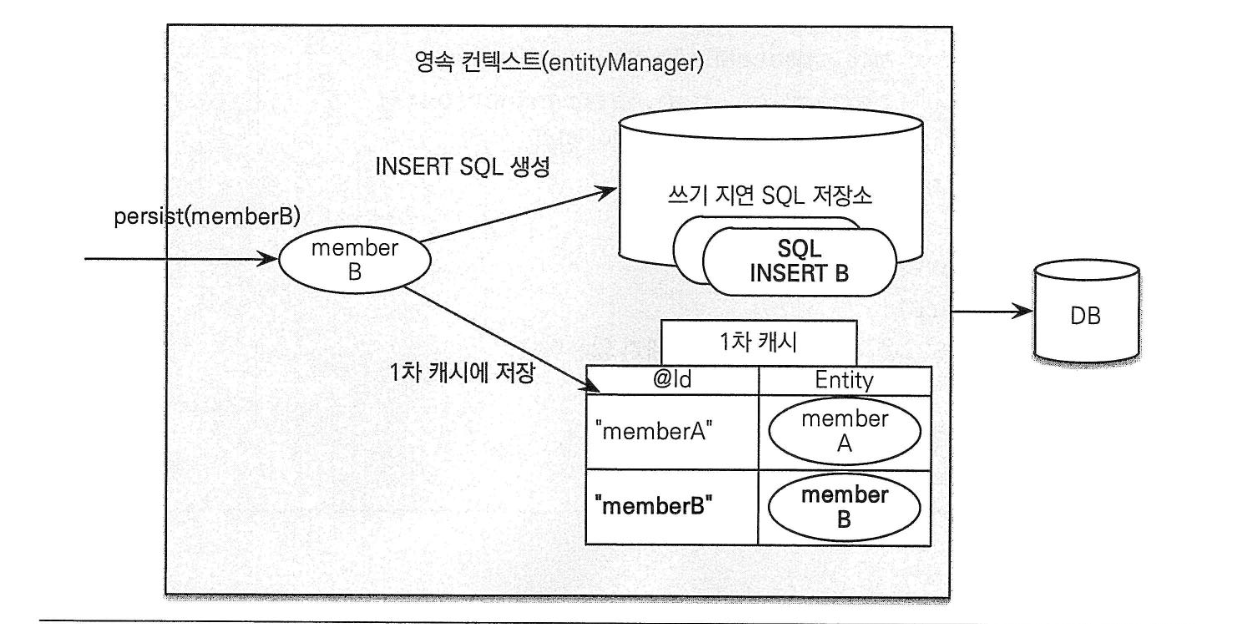 영속 컨텍스트(entityManager)
INSERT SQL 생성
쓰기 지연 SQL 저장소
persist(memberB)
member
B
SQL
INSERT B
DB
1차 캐시
1차 캐시에 저장
@Id
Entity
"memberA"
member
A
"memberB"
member
B